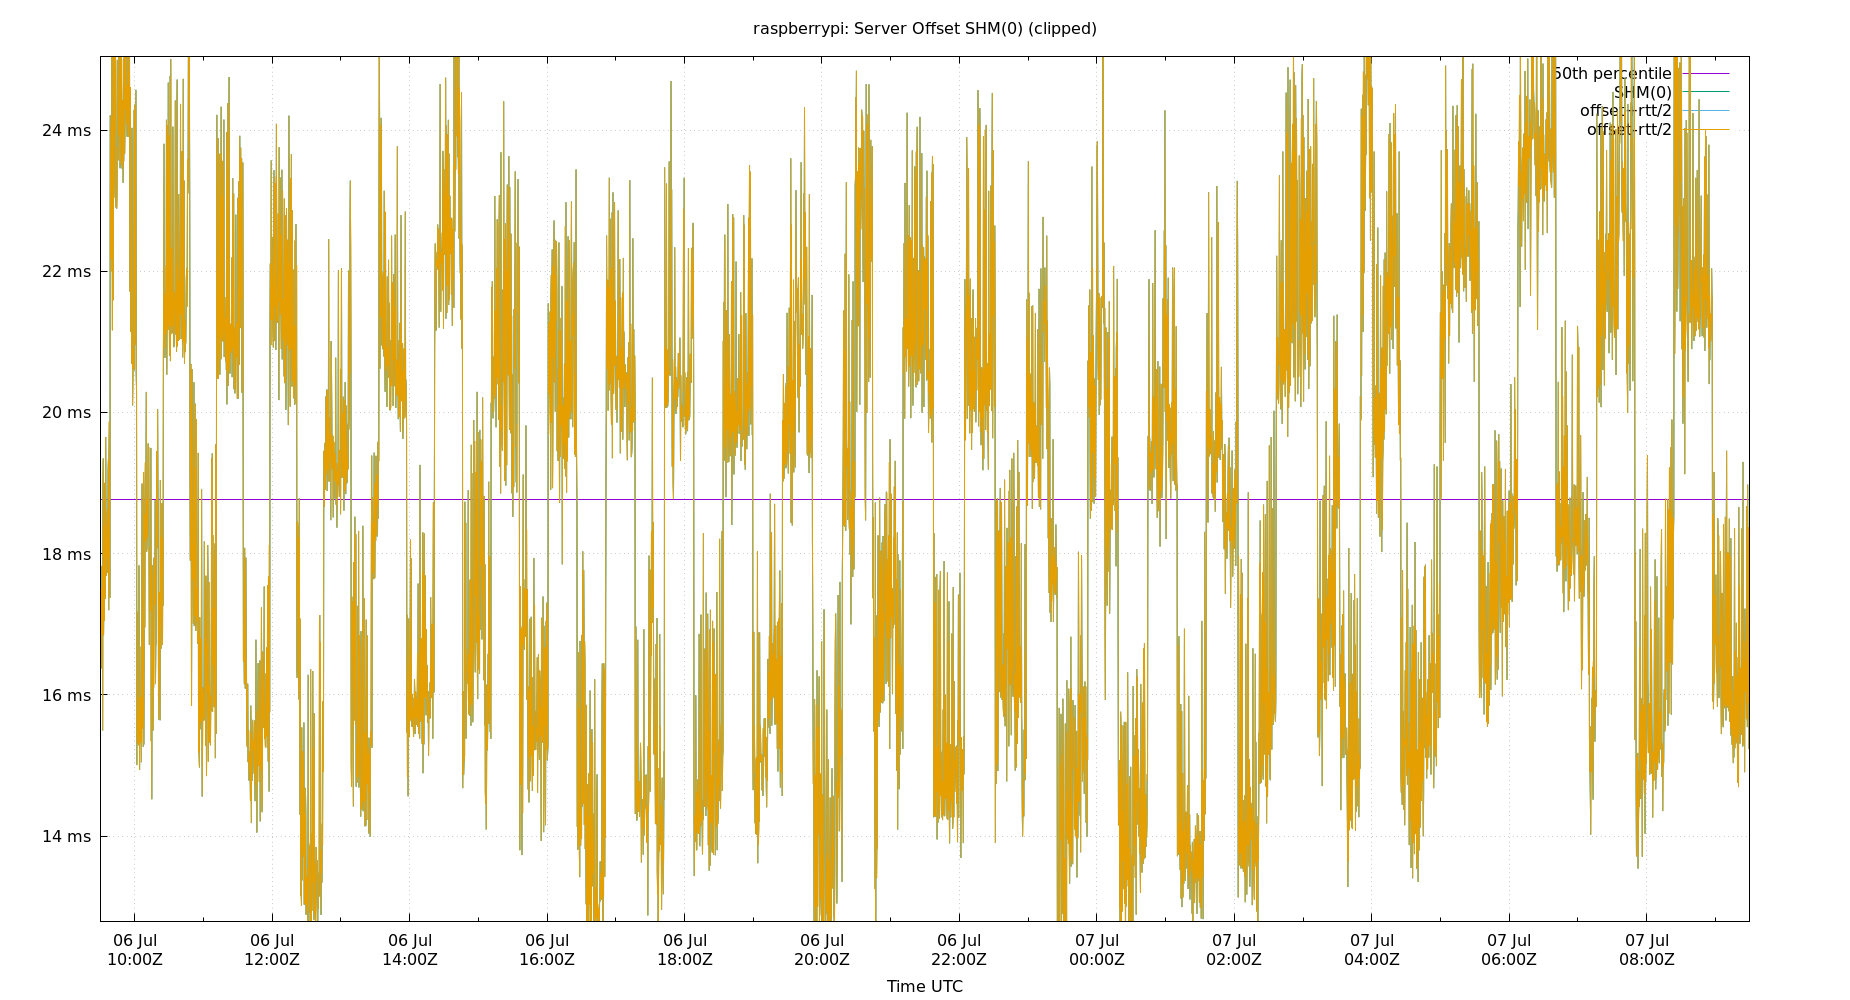 raspberrypi: Server Offset SHM(0) (clipped)
50th percentile
SHM(0)
offset+rtt/2
offset-rtt/2
24 ms
22 ms
20 ms
18 ms
16 ms
14 ms
06 Jul 06 Jul 06 Jul 06 Jul 06 Jul 06 Jul 06 Jul 07 Jul 07 Jul 07 Jul 07 Jul 07 Jul
10:00Z 12:00Z 14:00Z 16:00Z 18:00Z 20:00Z 22:00Z 00:00Z 02:00Z 04:00Z 06:00Z 08:00Z
Time UTC